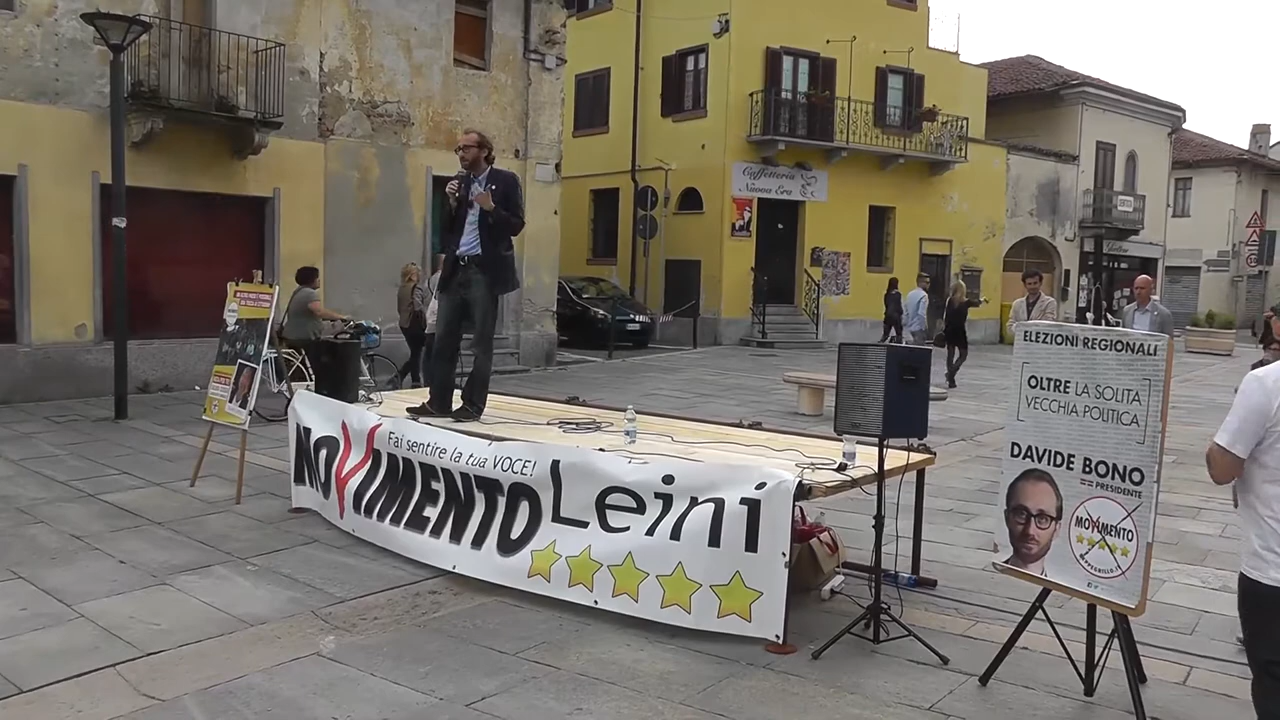 Caffetteria
Nuova Era
Fai sentire la tua VOCE!
MOVIMENTO
Leini
ELEZIONI REGIONALI
OLTRE LA SOLITA
VECCHIA POLITICA
DAVIDE BONO
PRESIDENTE
MOVIMENTO